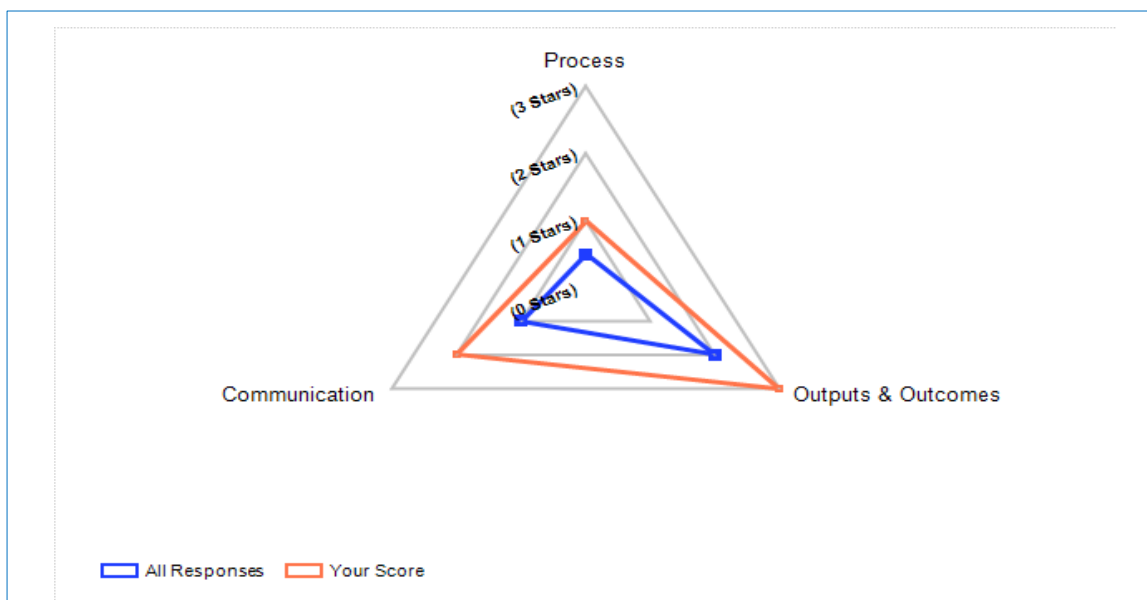 Process
(3 Stars)
(2 Stars)
(1 Stars)
(0 Stars)
Communication
Outputs & Outcomes
All Responses
Your Score